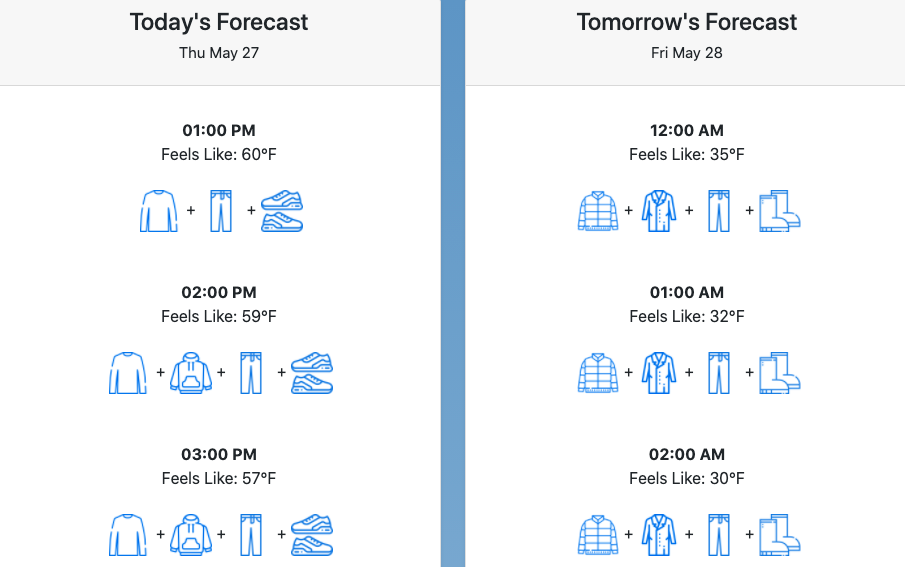 Today's Forecast
Thu May 27
01:00 PM
Feels Like: 60°F
+ +
02:00 PM
Feels Like: 59°F
+ + +
03:00 PM
Feels Like: 57°F
+ + +
Tomorrow's Forecast
Fri May 28
12:00 AM
Feels Like: 35°F
+ + +
01:00 AM
Feels Like: 32°F
+ + +
02:00 AM
Feels Like: 30°F
+ + +